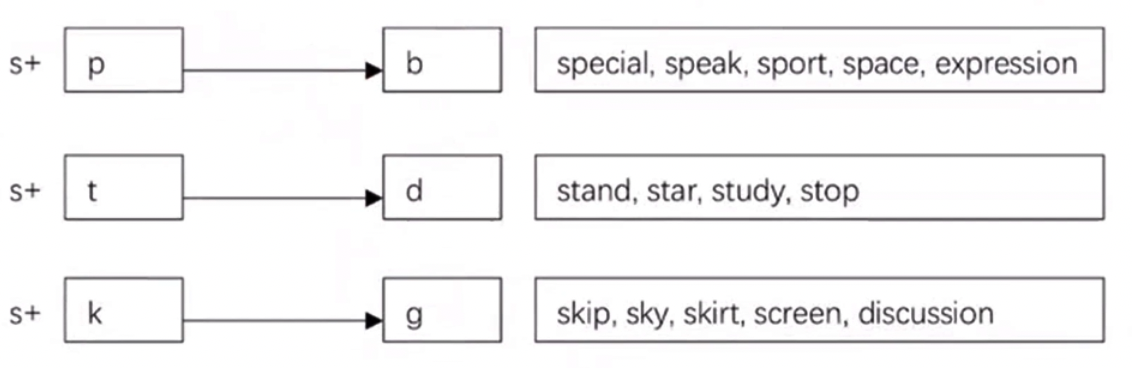 s+ p b special, speak, sport, space, expression
s+ t d stand, star, study, stop
s+ k g skip, sky, skirt, screen, discussion